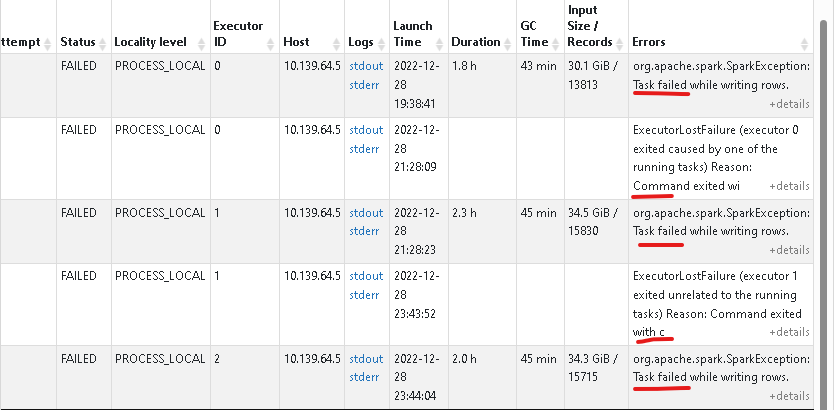 ttempt Status Locality level Executor ID Host Logs Launch Time Duration GC Time Input Size / Records Errors
FAILED PROCESS_LOCAL 0 10.139.64.5 stdout 2022-12- 1.8 h 43 min 30.1 GiB / org.apache.spark.SparkException:
stderr 28 13813 Task failed while writing rows.
19:38:41 +details
FAILED PROCESS_LOCAL 0 10.139.64.5 stdout 2022-12- ExecutorLostFailure (executor 0
stderr 28 exited caused by one of the
21:28:09 running tasks) Reason:
Command exited wi +details
FAILED PROCESS_LOCAL 1 10.139.64.5 stdout 2022-12- 2.3 h 45 min 34.5 GiB / org.apache.spark.SparkException:
stderr 28 15830 Task failed while writing rows.
21:28:23 +details
FAILED PROCESS_LOCAL 1 10.139.64.5 stdout 2022-12- ExecutorLostFailure (executor 1
stderr 28 exited unrelated to the running
23:43:52 tasks) Reason: Command exited
with c +details
FAILED PROCESS_LOCAL 2 10.139.64.5 stdout 2022-12- 2.0 h 45 min 34.3 GiB / org.apache.spark.SparkException:
stderr 28 15715 Task failed while writing rows.
23:44:04 +details